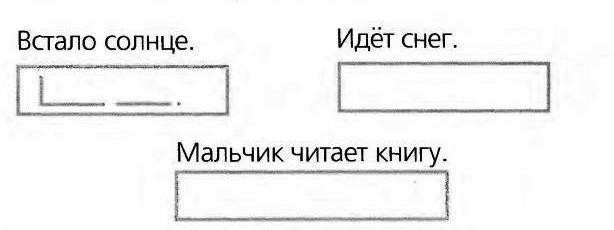 Встало солнце.
Идёт снег.
Мальчик читает книгу.